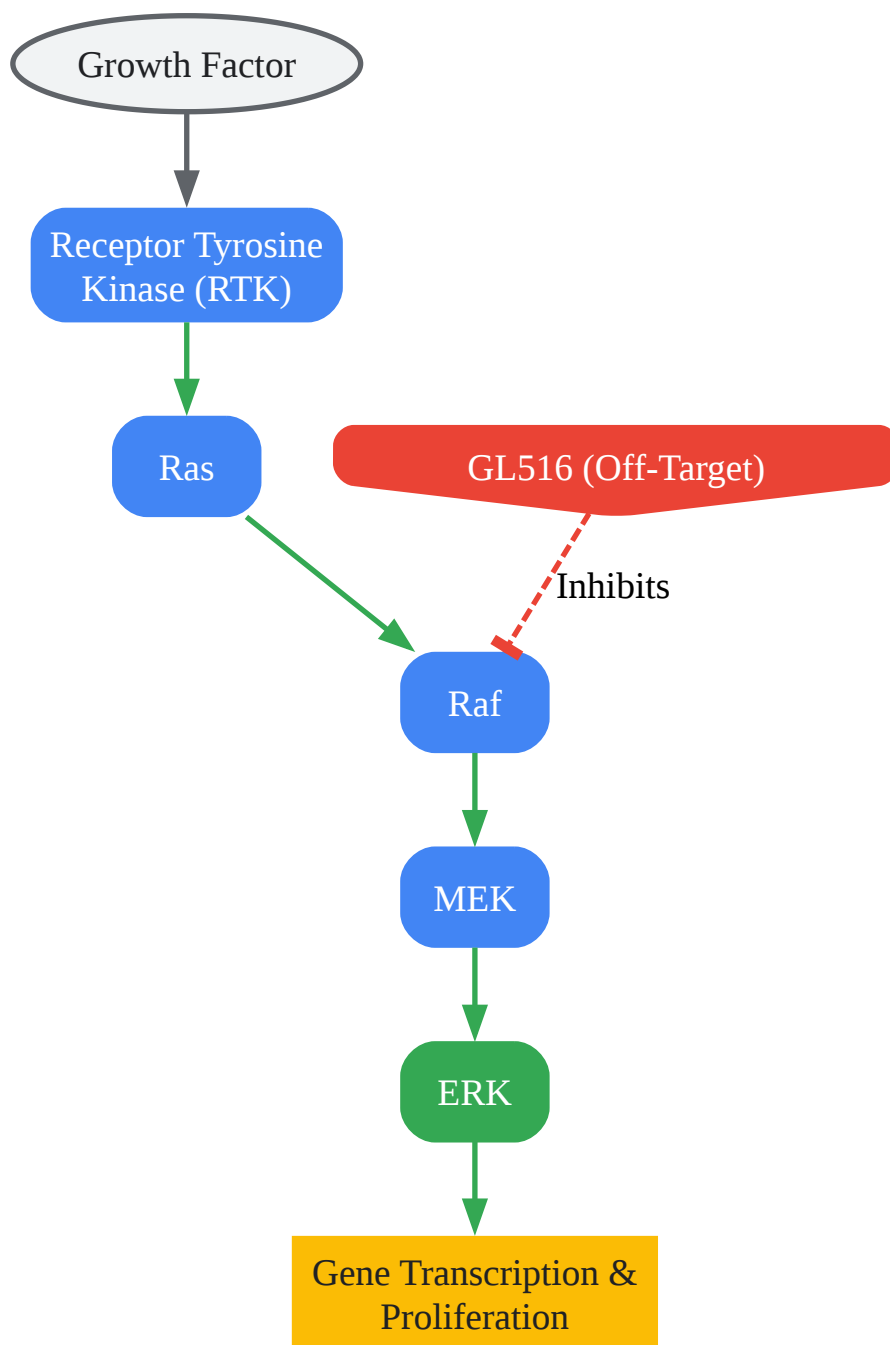 Growth Factor
Receptor Tyrosine
Kinase (RTK)
Ras
GL516 (Off-Target)
Inhibits
Raf
MEK
ERK
Gene Transcription &
Proliferation